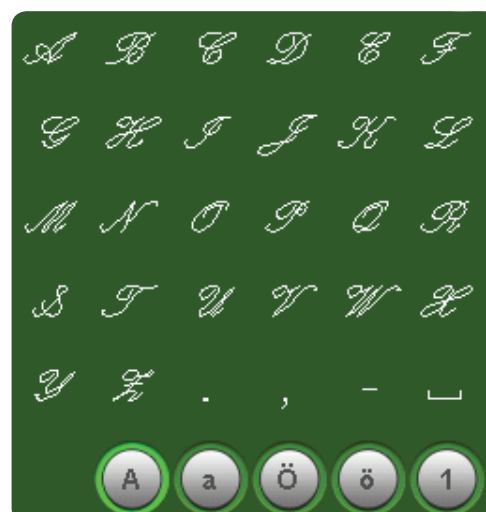 A B C D E F
G H I J K L
M N O P Q R
S T U V W X
Y Z . , - ⎵
A a Ö ö 1